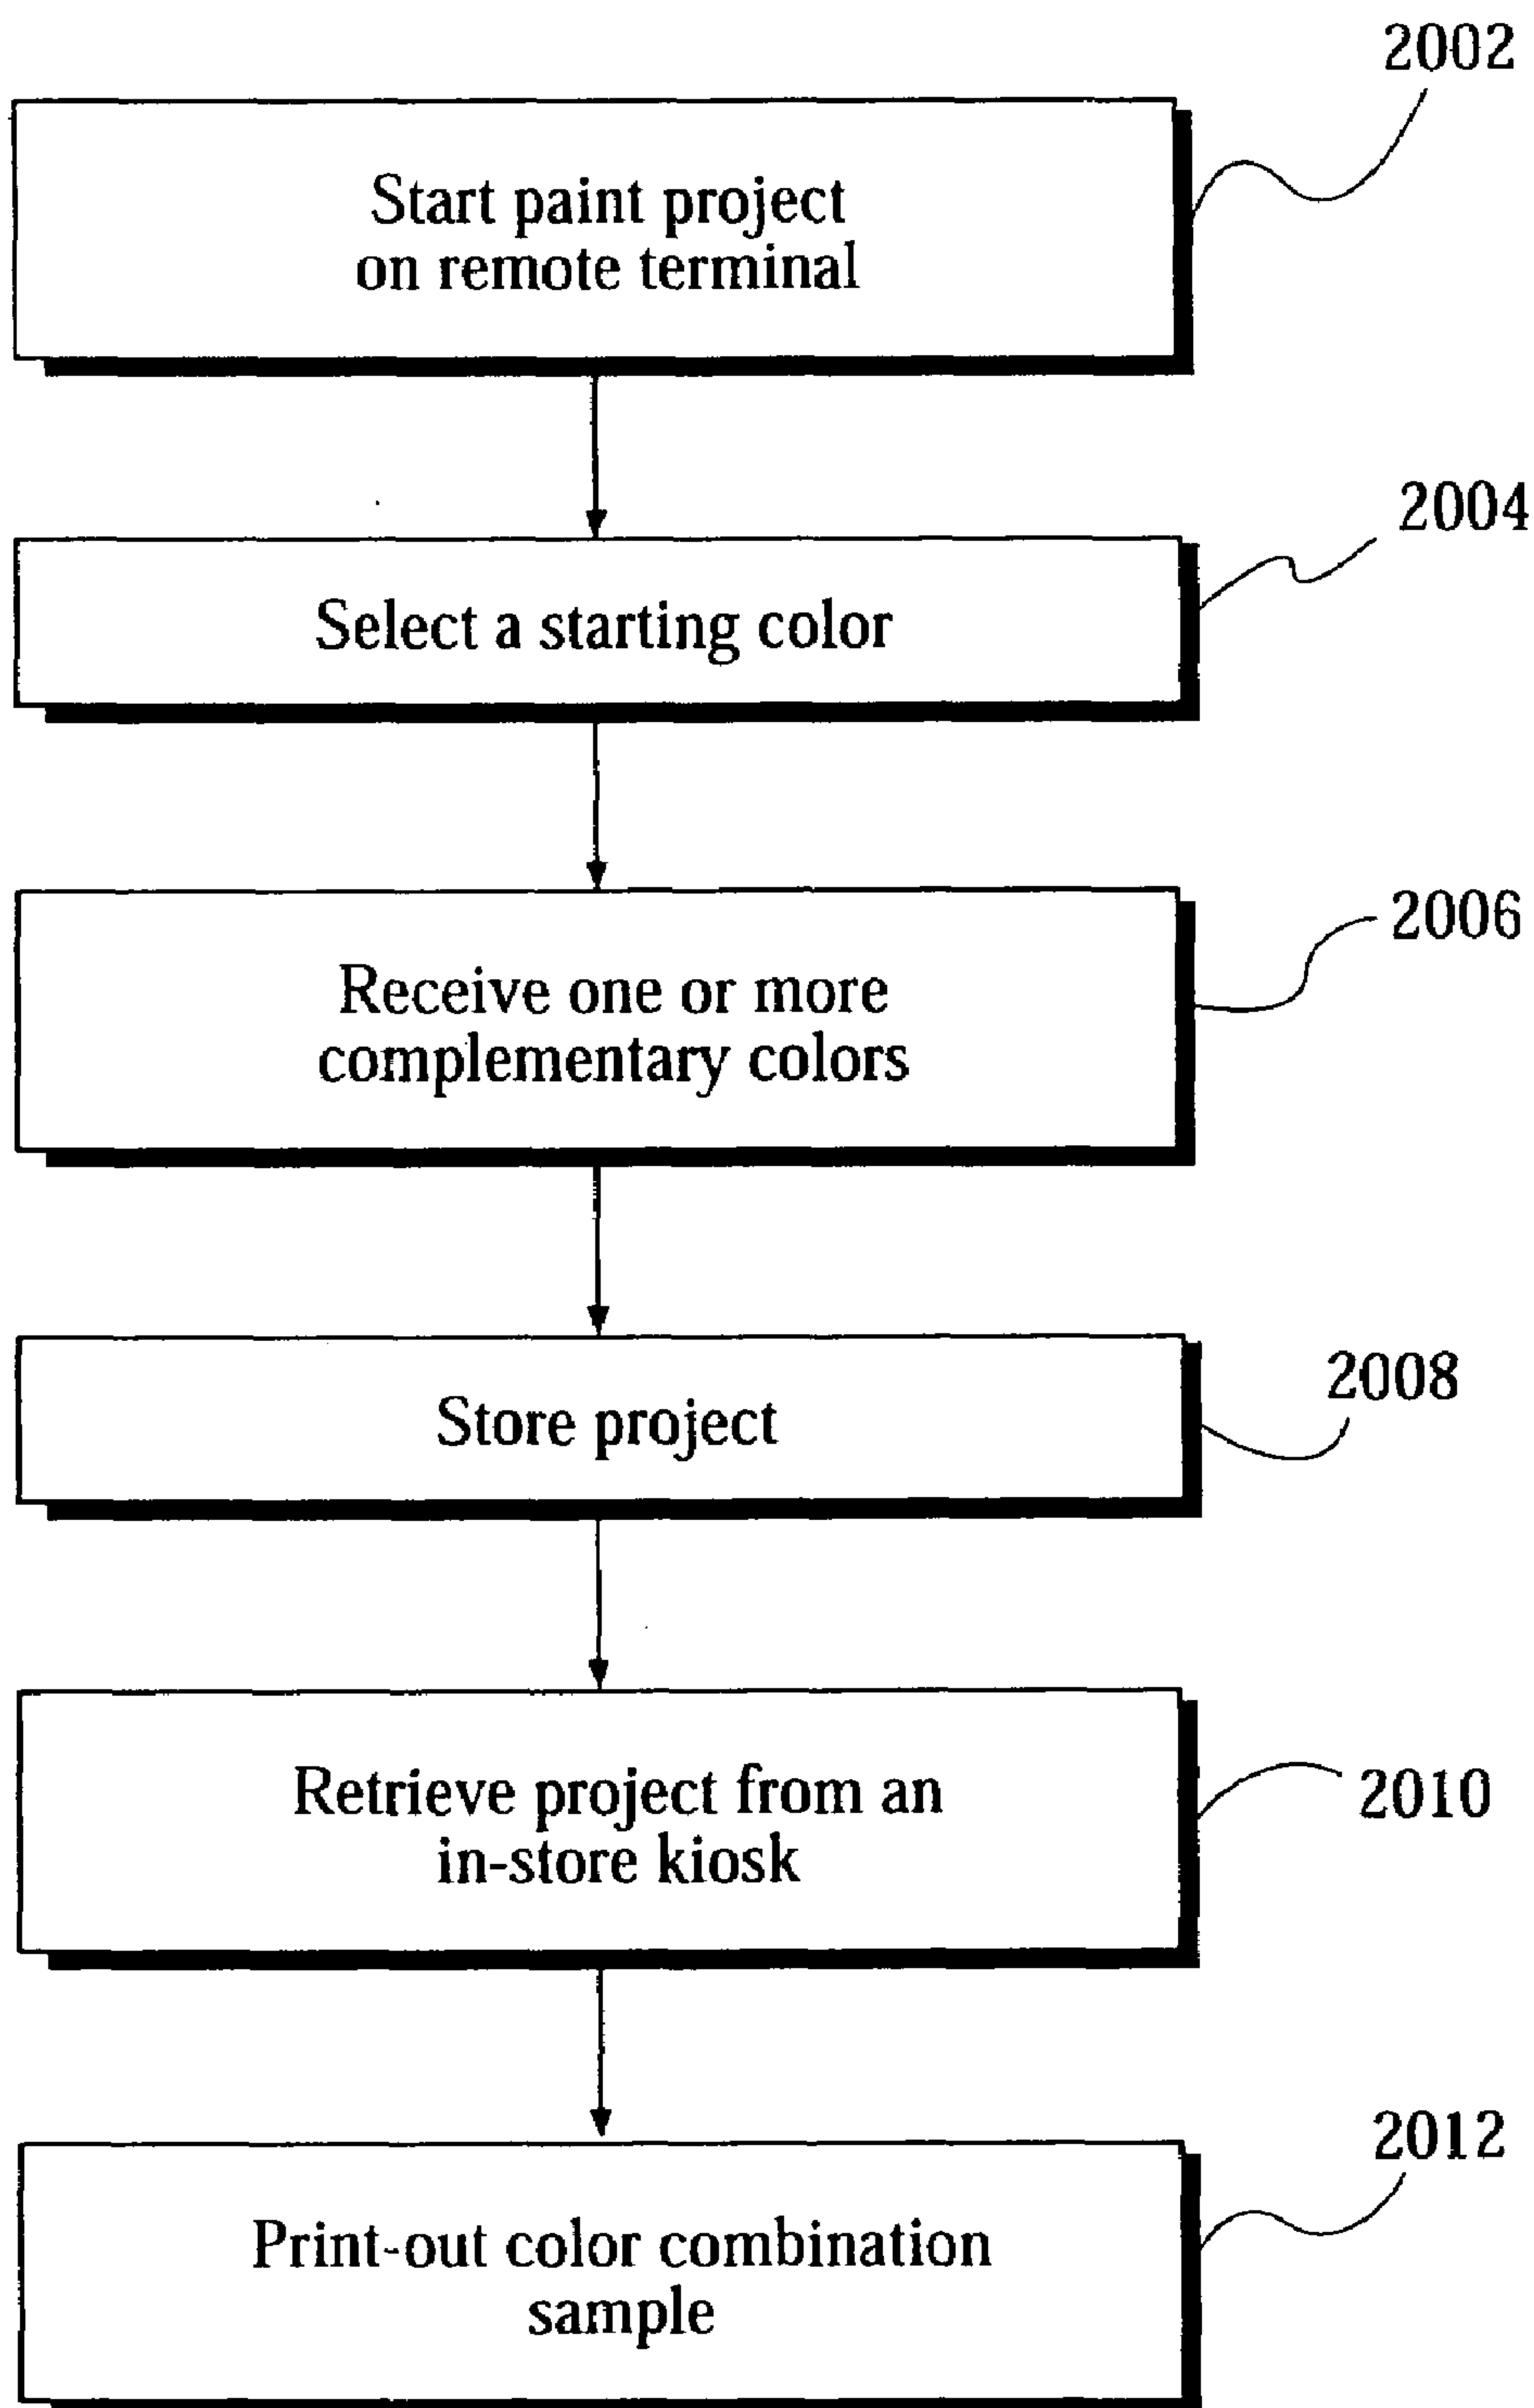 2002
Start paint project
on remote terminal
2004
Select a starting color
2006
Receive one or more
complementary colors
2008
Store project
2010
Retrieve project from an
in-store kiosk
2012
Print-out color combination
sample